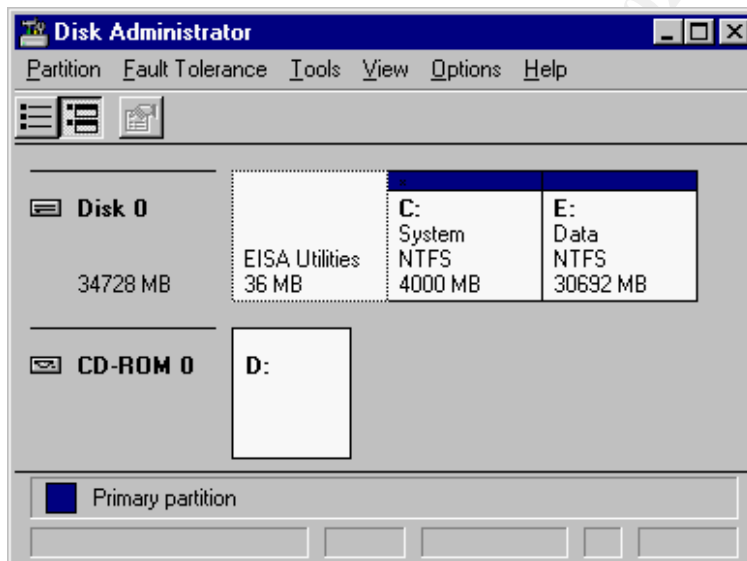 Disk Administrator
Partition Fault Tolerance Tools View Options Help
Disk 0
34728 MB
EISA Utilities
36 MB
C:
System
NTFS
4000 MB
E:
Data
NTFS
30692 MB
CD-ROM 0
D:
Primary partition